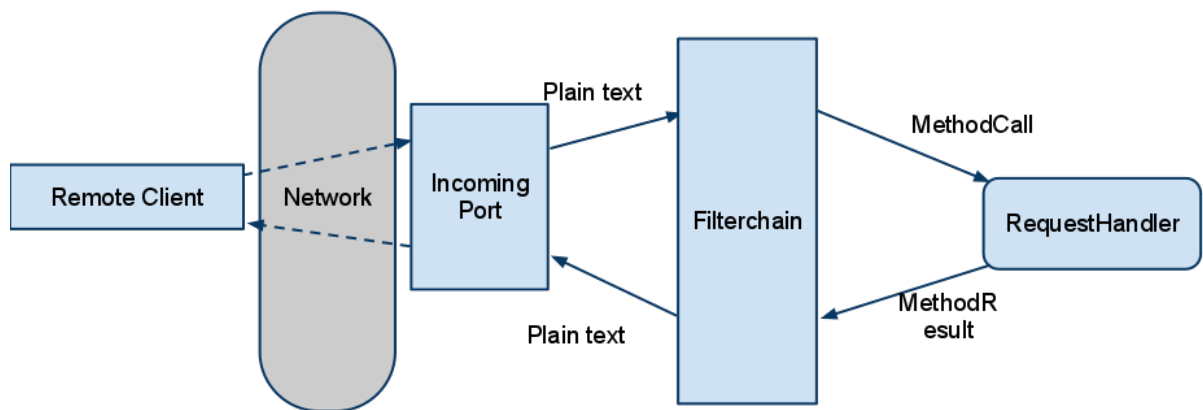 Plain text
MethodCall
Remote Client
Network
Incoming
Port
Filterchain
RequestHandler
Plain text
MethodR
esult